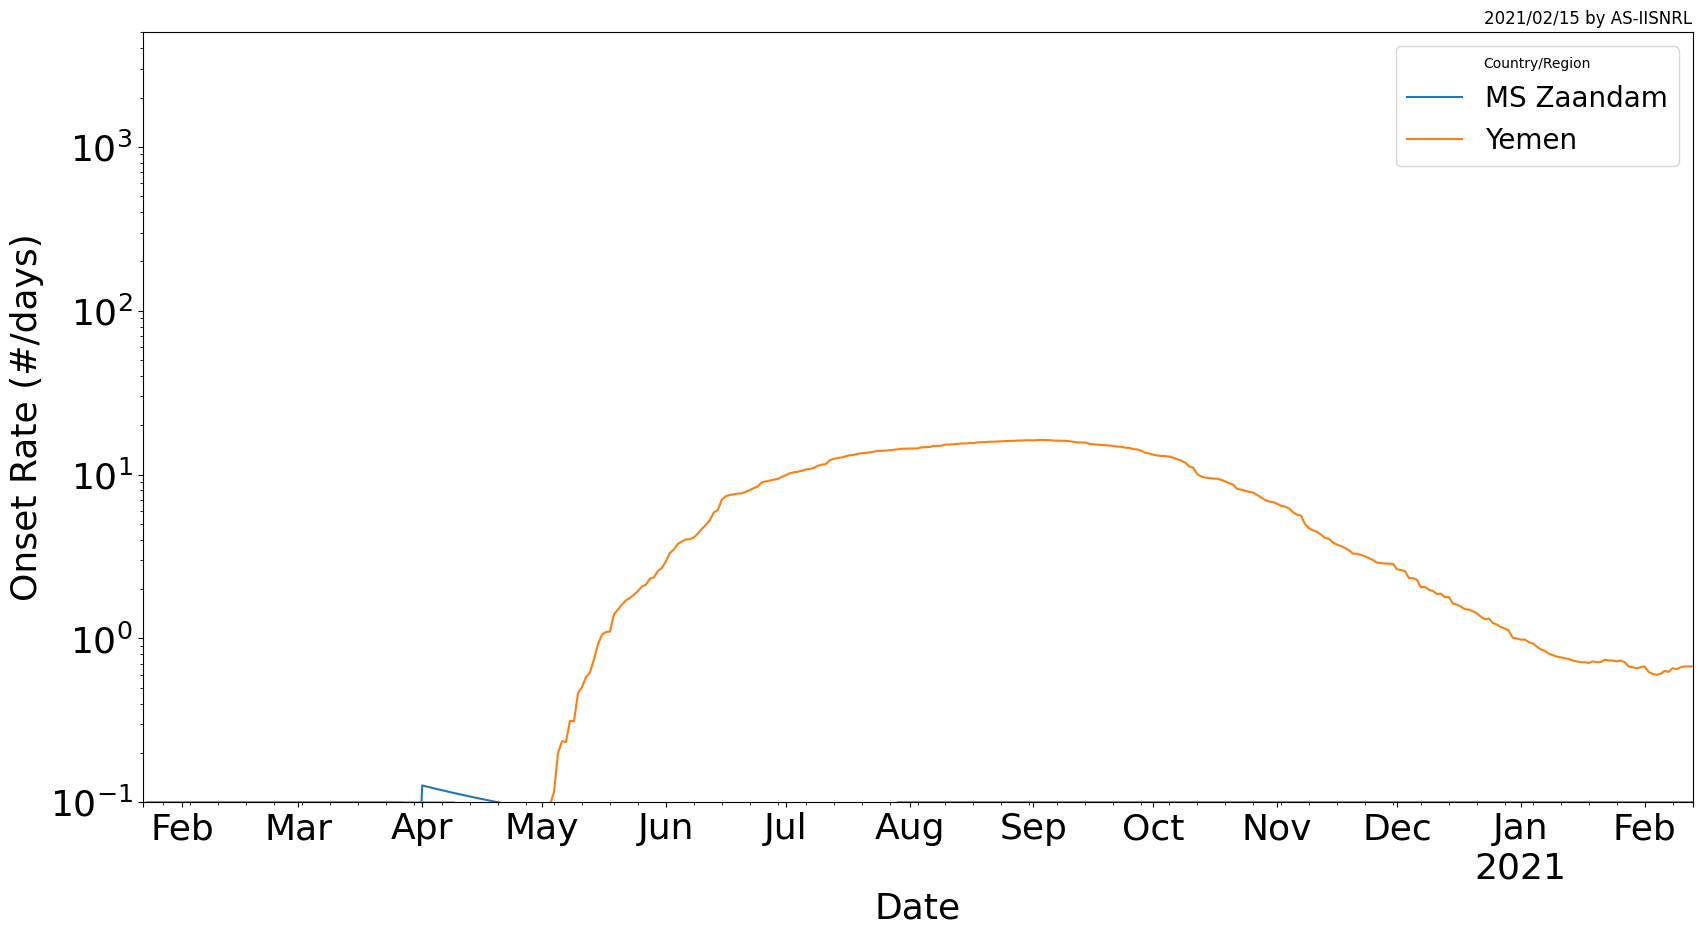 2021/02/15 by AS-IISNRL
Country/Region
MS Zaandam
Yemen
10³
10²
10¹
10⁰
10⁻¹
Onset Rate (#/days)
Feb Mar Apr May Jun Jul Aug Sep Oct Nov Dec Jan Feb
2021
Date